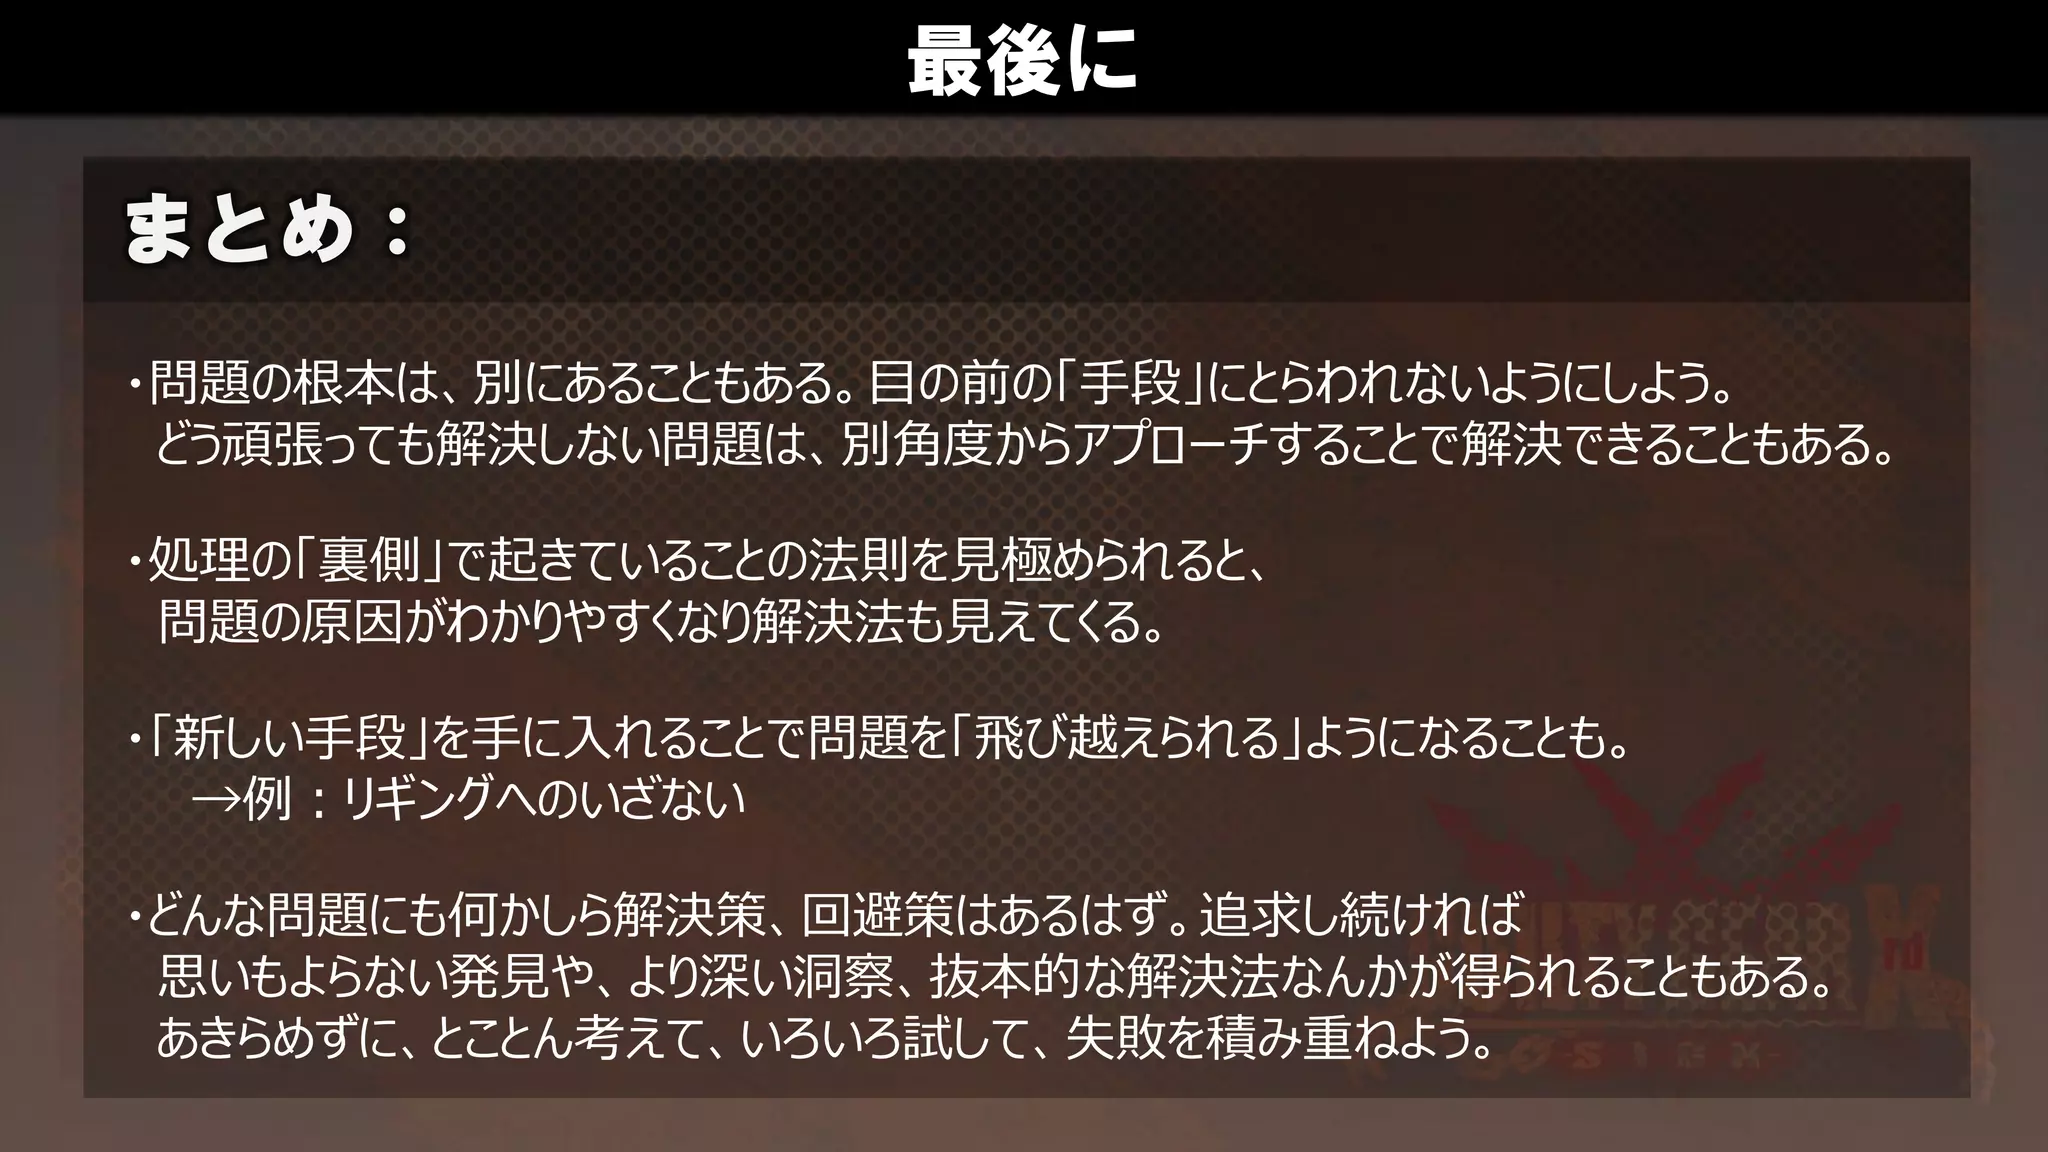 最後に
まとめ：
・問題の根本は、別にあることもある。目の前の「手段」にとらわれないようにしよう。
どう頑張っても解決しない問題は、別角度からアプローチすることで解決できることもある。
・処理の「裏側」で起きていることの法則を見極められると、
問題の原因がわかりやすくなり解決法も見えてくる。
・「新しい手段」を手に入れることで問題を「飛び越えられる」ようになることも。
→例：リギングへのいざない
・どんな問題にも何かしら解決策、回避策はあるはず。追求し続ければ
思いもよらない発見や、より深い洞察、抜本的な解決法なんかが得られることもある。
あきらめずに、とことん考えて、いろいろ試して、失敗を積み重ねよう。